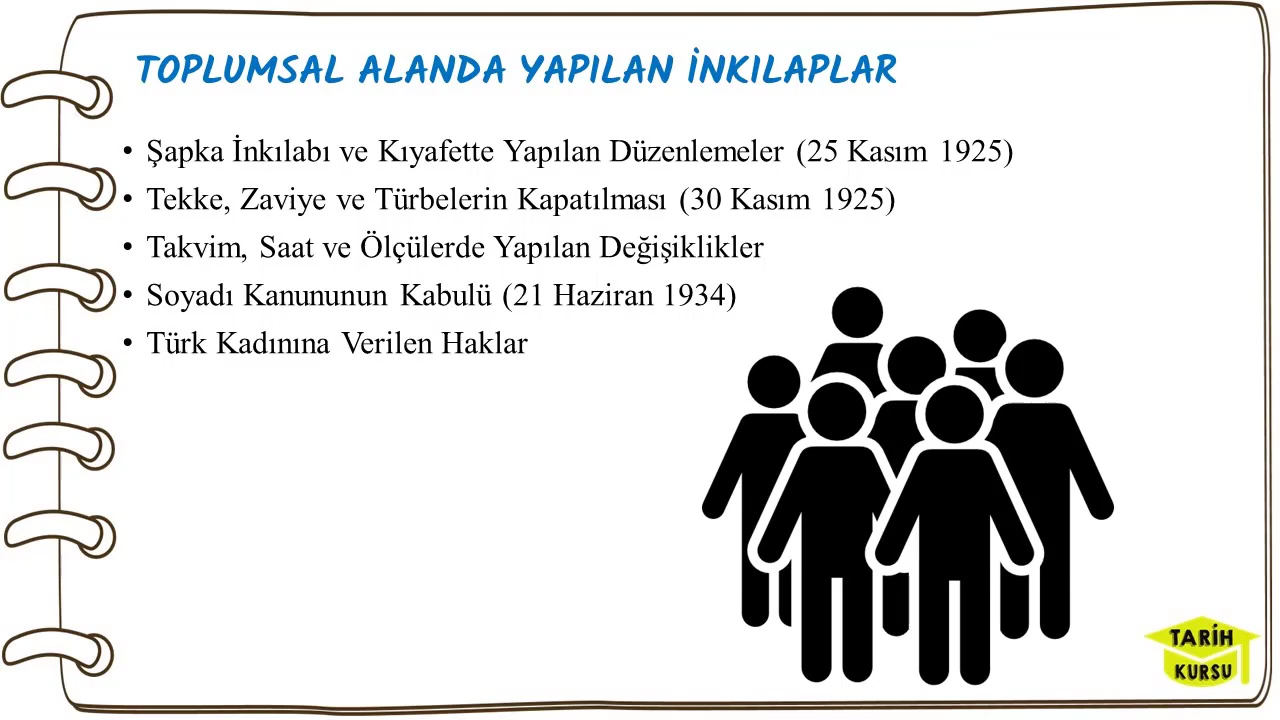 TOPLUMSAL ALANDA YAPILAN İNKILAPLAR
• Şapka İnkılabı ve Kıyafette Yapılan Düzenlemeler (25 Kasım 1925)
• Tekke, Zaviye ve Türbelerin Kapatılması (30 Kasım 1925)
• Takvim, Saat ve Ölçülerde Yapılan Değişiklikler
• Soyadı Kanununun Kabulü (21 Haziran 1934)
• Türk Kadınına Verilen Haklar
TARİH
KURSU